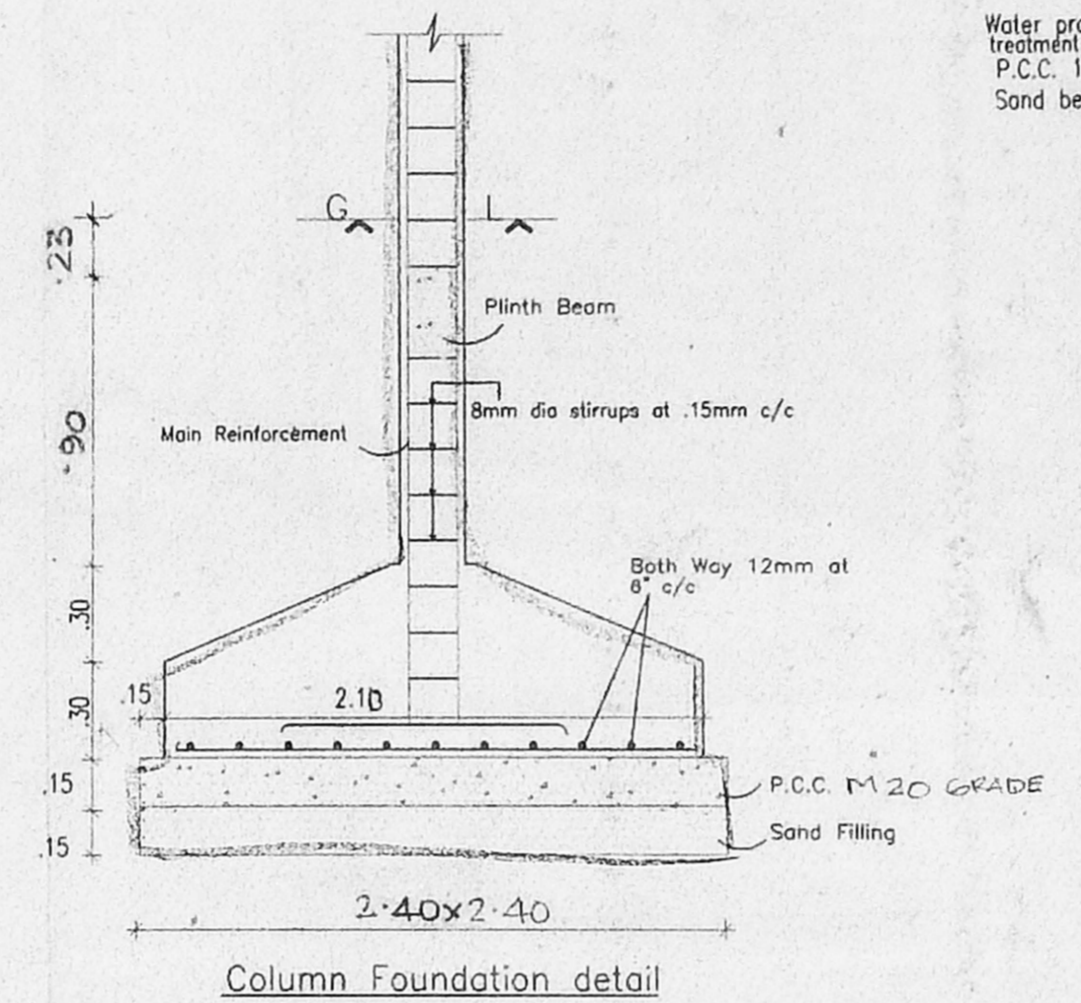 Water pro
treatment
P.C.C. 1
Sand be
G L
.23
Plinth Beam
8mm dia stirrups at .15mm c/c
.90
Main Reinforcement
Both Way 12mm at
6" c/c
.30
.15
2.10
.30
.15
P.C.C. M20 GRADE
.15
Sand Filling
2.40x2.40
Column Foundation detail